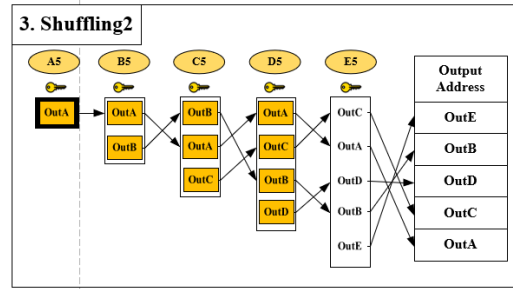 3. Shuffling2
A5
B5
C5
D5
E5
OutA
OutA
OutB
OutB
OutA
OutC
OutA
OutC
OutB
OutD
OutC
OutA
OutD
OutB
OutE
Output
Address
OutE
OutB
OutD
OutC
OutA